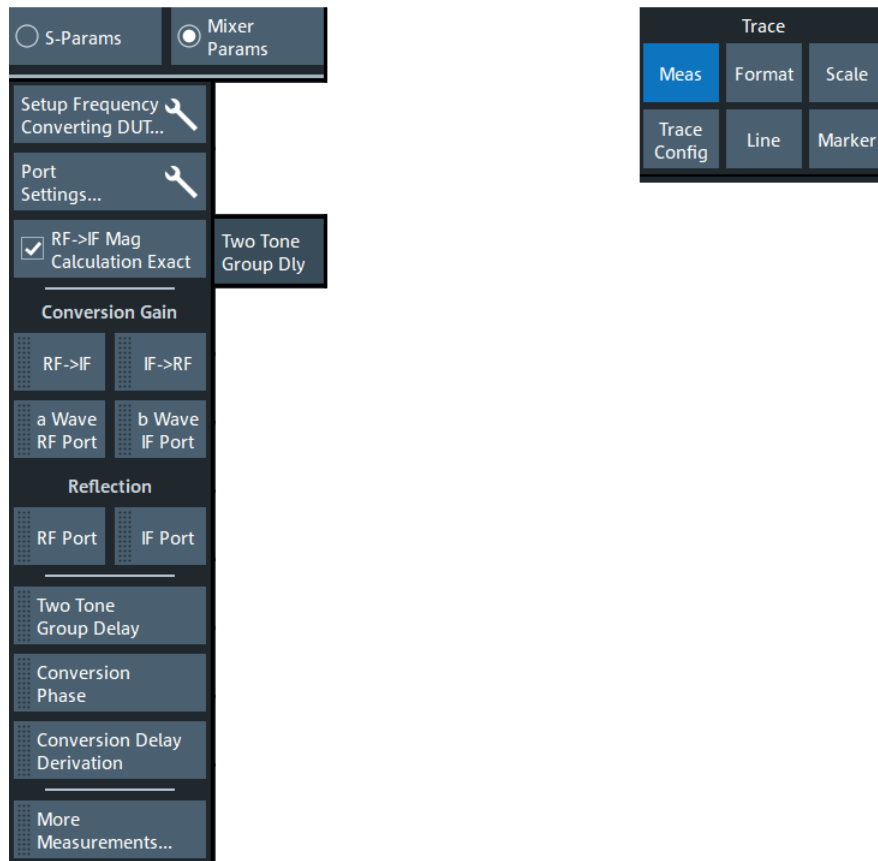 S-Params
Mixer
Params
Setup Frequency
Converting DUT...
Port
Settings...
RF->IF Mag
Calculation Exact
Two Tone
Group Dly
Conversion Gain
RF->IF
IF->RF
a Wave
RF Port
b Wave
IF Port
Reflection
RF Port
IF Port
Two Tone
Group Delay
Conversion
Phase
Conversion Delay
Derivation
More
Measurements...
Trace
Meas
Format
Scale
Trace
Config
Line
Marker